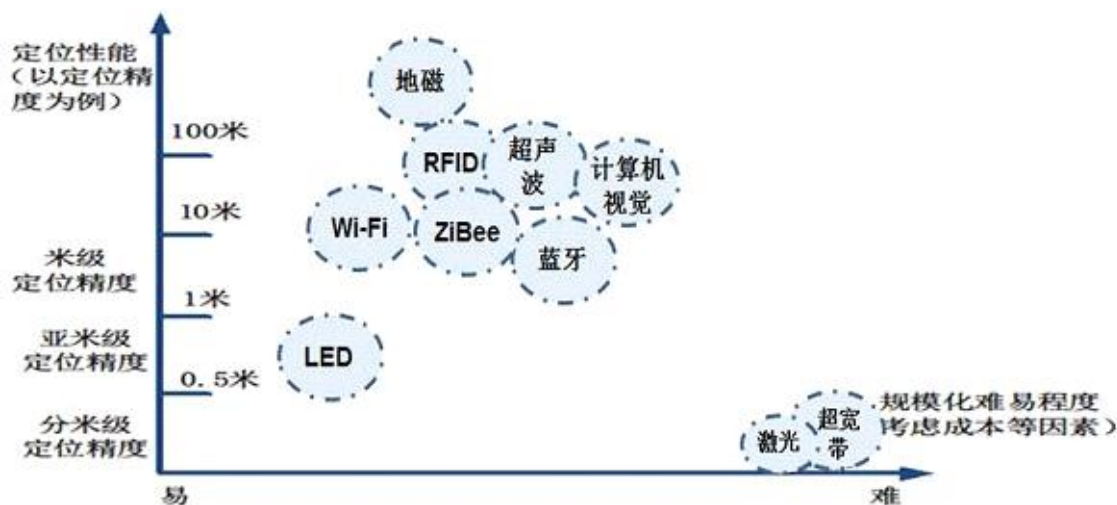 定位性能
（以定位精
度为例）
地磁
100米
RFID
超声
波
计算机
视觉
10米
Wi-Fi
ZiBee
蓝牙
米级
定位精度
1米
亚米级
定位精度
LED
0.5米
分米级
定位精度
激光
超宽
带
规模化难易程度
考虑成本等因素）
易
难